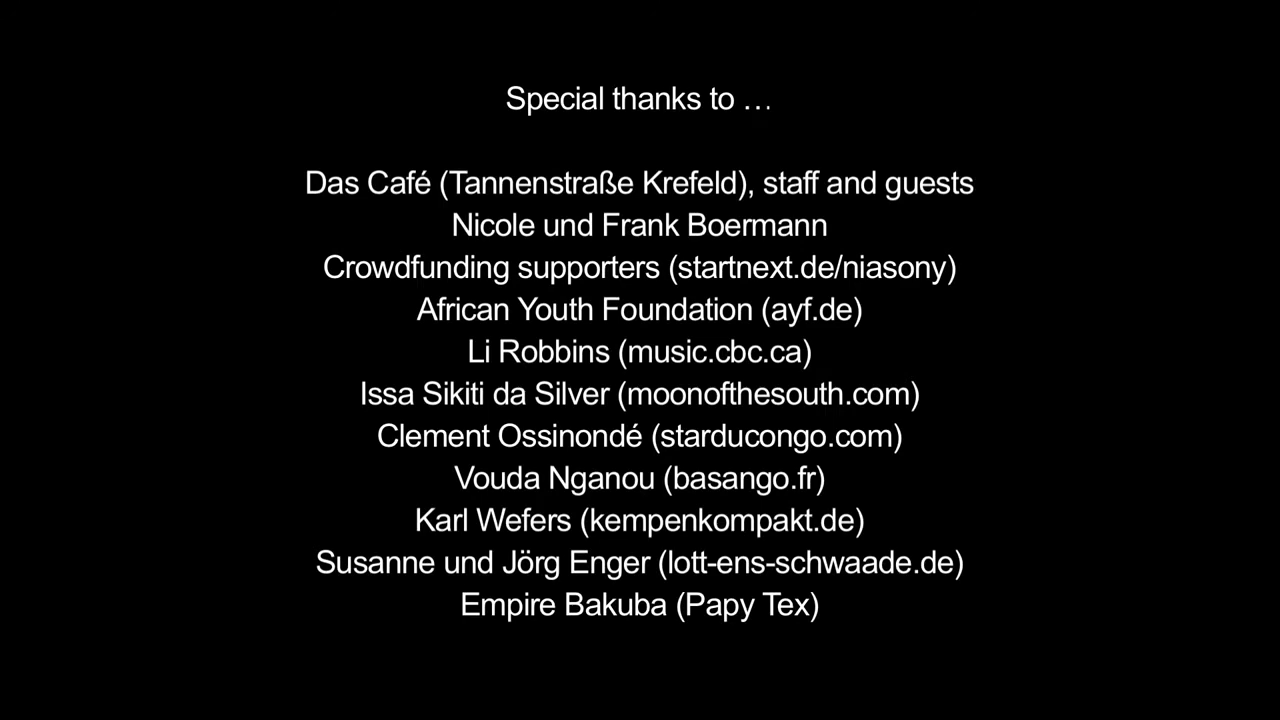 Special thanks to …
Das Café (Tannenstraße Krefeld), staff and guests
Nicole und Frank Boermann
Crowdfunding supporters (startnext.de/niasony)
African Youth Foundation (ayf.de)
Li Robbins (music.cbc.ca)
Issa Sikiti da Silver (moonofthesouth.com)
Clement Ossinondé (starducongo.com)
Vouda Nganou (basango.fr)
Karl Wefers (kempenkompakt.de)
Susanne und Jörg Enger (lott-ens-schwaade.de)
Empire Bakuba (Papy Tex)